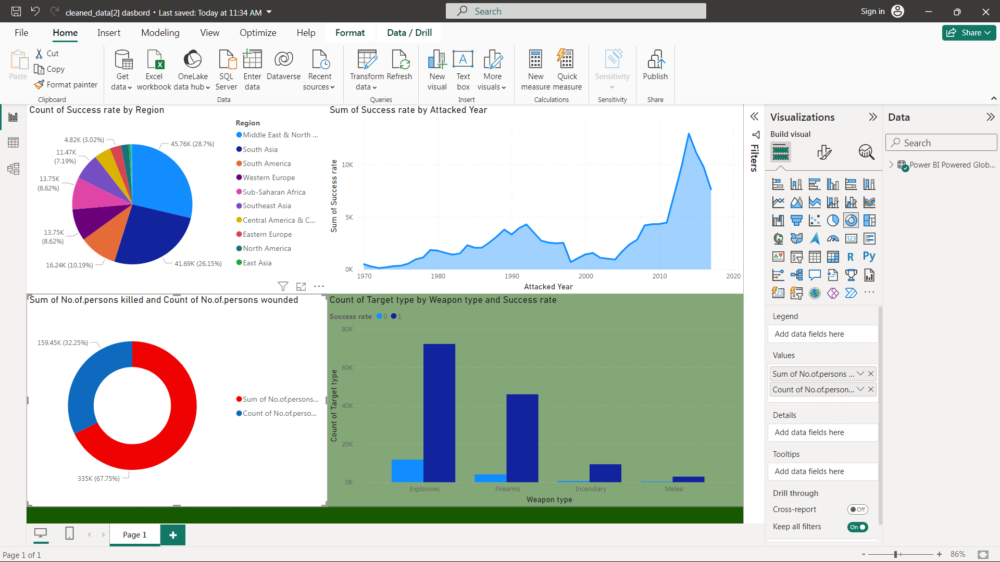 cleaned_data[2] dasbord • Last saved: Today at 11:34 AM
Search
Sign in
File
Home
Insert
Modeling
View
Optimize
Help
Format
Data / Drill
Share
Paste
Cut
Copy
Format painter
Clipboard
Get data
Excel workbook
OneLake data hub
SQL Server
Enter data
Dataverse
Recent sources
Data
Transform data
Refresh
Queries
New visual
Text box
More visuals
Insert
New measure
Quick measure
Calculations
Sensitivity
Sensitivity
Publish
Share
Count of Success rate by Region
4.82K (3.02%)
11.47K
(7.19%)
13.75K
(8.62%)
13.75K
(8.62%)
16.24K (10.19%)
45.76K (28.7%)
41.69K (26.15%)
Region
Middle East & North ...
South Asia
South America
Western Europe
Sub-Saharan Africa
Southeast Asia
Central America & C...
Eastern Europe
North America
East Asia
Sum of Success rate by Attacked Year
Sum of Success rate
10K
5K
0K
1970
1980
1990
2000
2010
2020
Attacked Year
Sum of No.of.persons killed and Count of No.of.persons wounded
159.45K (32.25%)
335K (67.75%)
Sum of No.of.persons...
Count of No.of.perso...
Count of Target type by Weapon type and Success rate
Success rate 0 1
Count of Target type
80K
60K
40K
20K
0K
Explosives
Firearms
Incendiary
Melee
Weapon type
Filters
Visualizations
Build visual
123
R
Py
123
Legend
Add data fields here
Values
Sum of No.of.persons ...
Count of No.of.person...
Details
Add data fields here
Tooltips
Add data fields here
Drill through
Cross-report
Off
Keep all filters
On
Data
Search
Power BI Powered Glob...
Page 1
Page 1 of 1
- + 86%